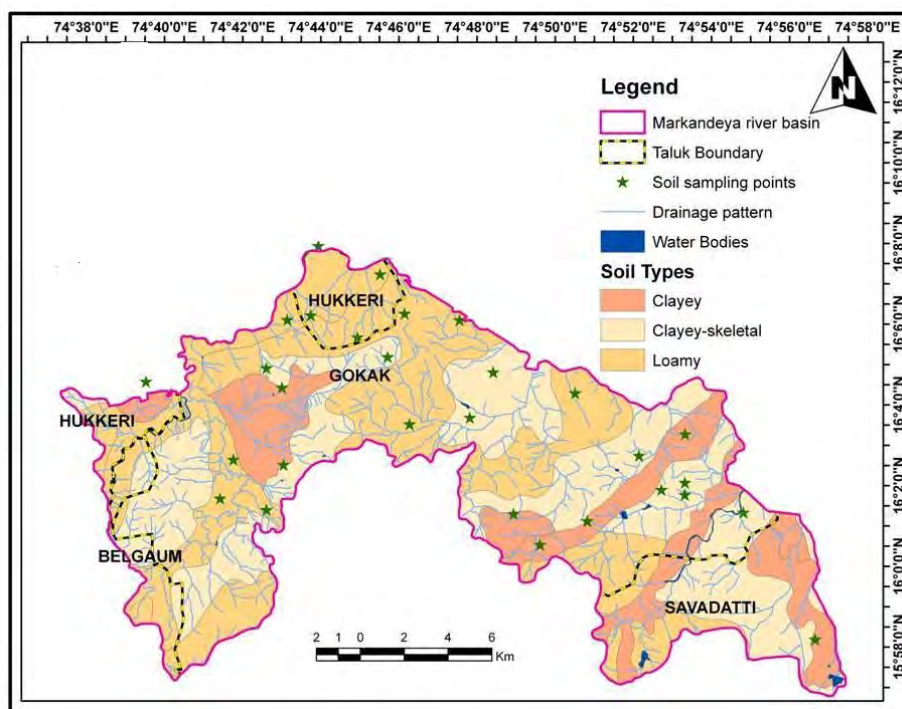 74°38'0"E 74°40'0"E 74°42'0"E 74°44'0"E 74°46'0"E 74°50'0"E 74°52'0"E 74°54'0"E 74°56'0"E 74°58'0"E
N
Legend
Markandeya river basin
Taluk Boundary
Soil sampling points
Drainage pattern
Water Bodies
Soil Types
Clayey
Clayey-skeletal
Loamy
16°12'0"N
16°10'0"N
16°8'0"N
16°6'0"N
16°4'0"N
16°2'0"N
16°0'0"N
15°58'0"N
HUKKERI
GOKAK
HUKKERI
BELGAUM
SAVADATTI
2 1 0 2 4 6
Km